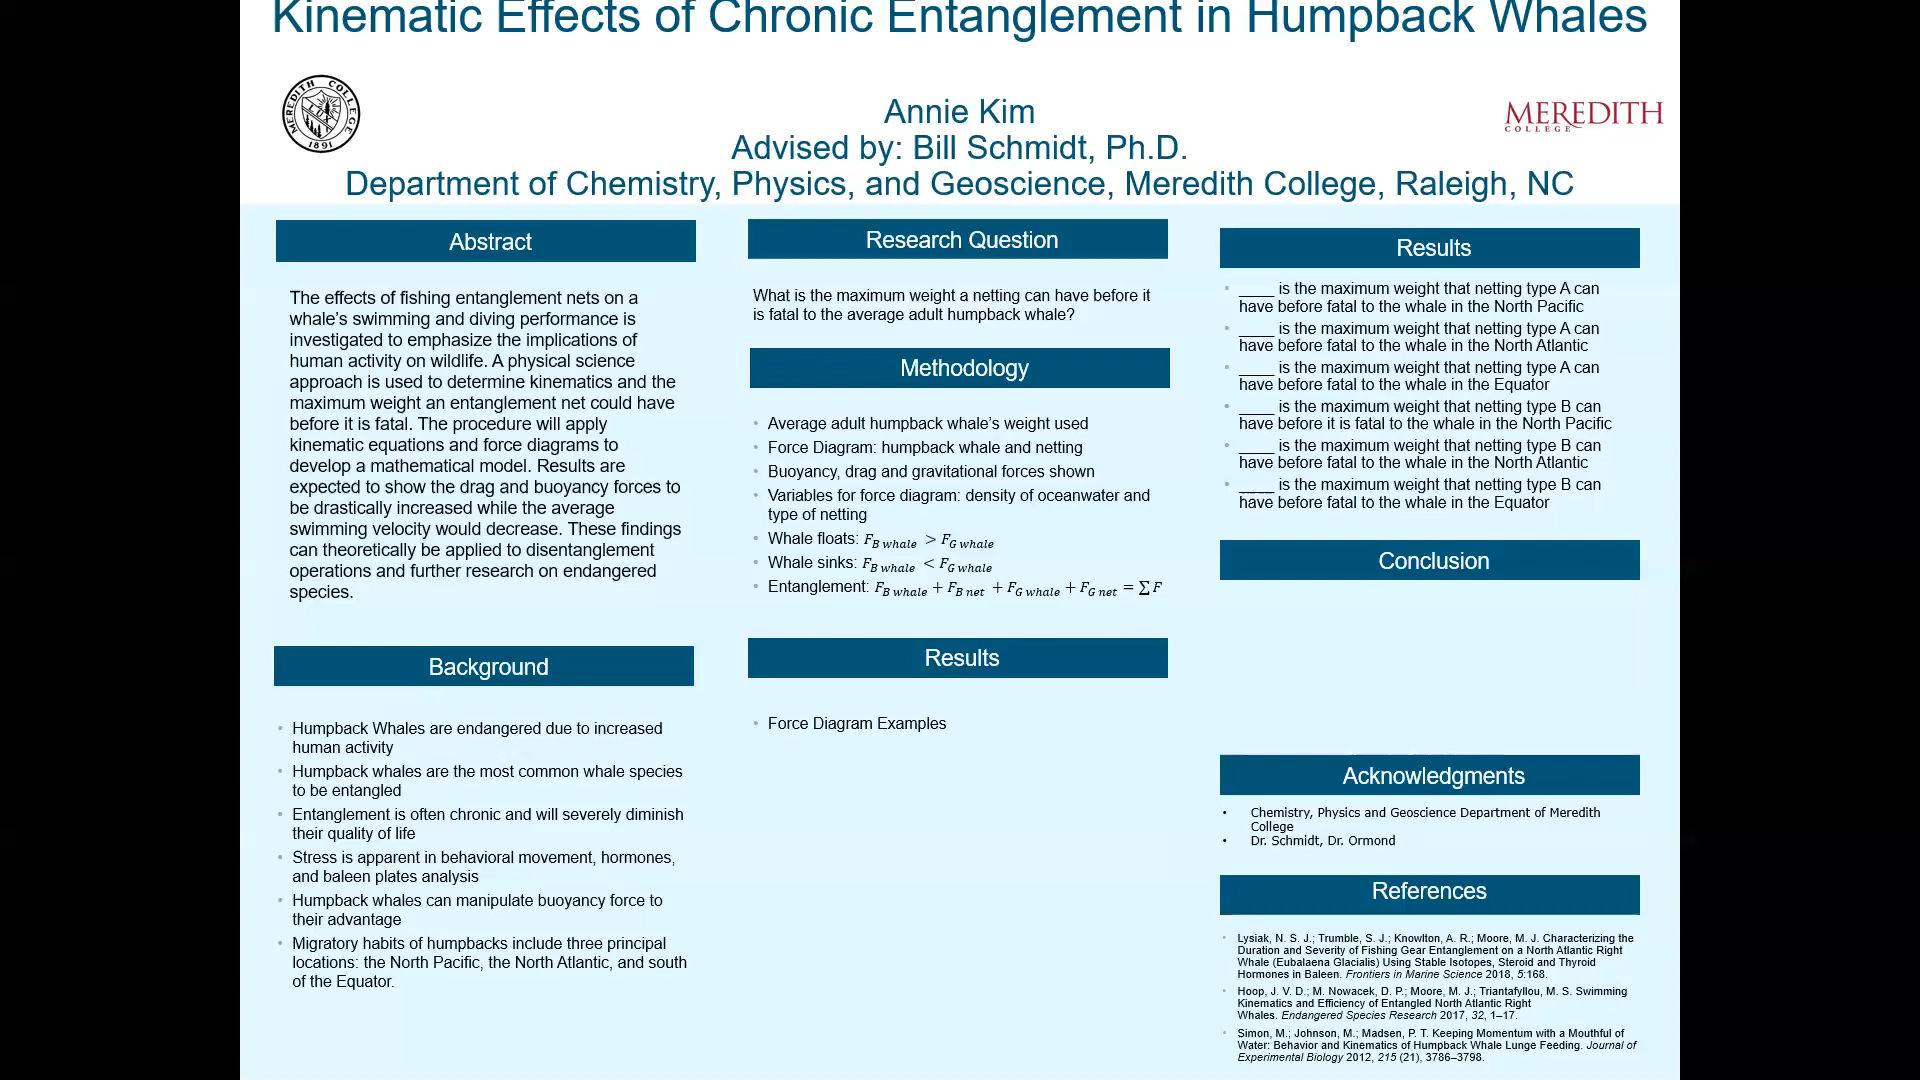 Kinematic Effects of Chronic Entanglement in Humpback Whales
MEREDITH COLLEGE
1891
Annie Kim
Advised by: Bill Schmidt, Ph.D.
Department of Chemistry, Physics, and Geoscience, Meredith College, Raleigh, NC
MEREDITH
COLLEGE
Abstract
The effects of fishing entanglement nets on a
whale's swimming and diving performance is
investigated to emphasize the implications of
human activity on wildlife. A physical science
approach is used to determine kinematics and the
maximum weight an entanglement net could have
before it is fatal. The procedure will apply
kinematic equations and force diagrams to
develop a mathematical model. Results are
expected to show the drag and buoyancy forces to
be drastically increased while the average
swimming velocity would decrease. These findings
can theoretically be applied to disentanglement
operations and further research on endangered
species.
Background
• Humpback Whales are endangered due to increased
human activity
• Humpback whales are the most common whale species
to be entangled
• Entanglement is often chronic and will severely diminish
their quality of life
• Stress is apparent in behavioral movement, hormones,
and baleen plates analysis
• Humpback whales can manipulate buoyancy force to
their advantage
• Migratory habits of humpbacks include three principal
locations: the North Pacific, the North Atlantic, and south
of the Equator.
Research Question
What is the maximum weight a netting can have before it
is fatal to the average adult humpback whale?
Methodology
• Average adult humpback whale's weight used
• Force Diagram: humpback whale and netting
• Buoyancy, drag and gravitational forces shown
• Variables for force diagram: density of oceanwater and
type of netting
• Whale floats: F_B whale > F_G whale
• Whale sinks: F_B whale < F_G whale
• Entanglement: F_B whale + F_B net + F_G whale + F_G net = ∑ F
Results
• Force Diagram Examples
Results
• ____ is the maximum weight that netting type A can
have before fatal to the whale in the North Pacific
• ____ is the maximum weight that netting type A can
have before fatal to the whale in the North Atlantic
• ____ is the maximum weight that netting type A can
have before fatal to the whale in the Equator
• ____ is the maximum weight that netting type B can
have before it is fatal to the whale in the North Pacific
• ____ is the maximum weight that netting type B can
have before fatal to the whale in the North Atlantic
• ____ is the maximum weight that netting type B can
have before fatal to the whale in the Equator
Conclusion
Acknowledgments
• Chemistry, Physics and Geoscience Department of Meredith
College
• Dr. Schmidt, Dr. Ormond
References
• Lysiak, N. S. J.; Trumble, S. J.; Knowlton, A. R.; Moore, M. J. Characterizing the
Duration and Severity of Fishing Gear Entanglement on a North Atlantic Right
Whale (Eubalaena Glacialis) Using Stable Isotopes, Steroid and Thyroid
Hormones in Baleen. Frontiers in Marine Science 2018, 5:168.
• Hoop, J. V. D.; M. Nowacek, D. P.; Moore, M. J.; Triantafyllou, M. S. Swimming
Kinematics and Efficiency of Entangled North Atlantic Right
Whales. Endangered Species Research 2017, 32, 1–17.
• Simon, M.; Johnson, M.; Madsen, P. T. Keeping Momentum with a Mouthful of
Water: Behavior and Kinematics of Humpback Whale Lunge Feeding. Journal of
Experimental Biology 2012, 215 (21), 3786–3798.